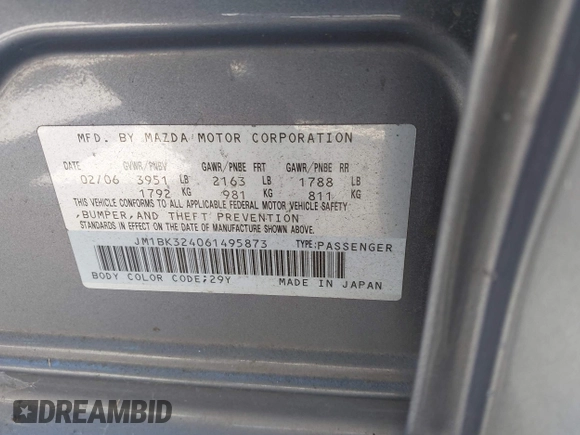 MFD. BY MAZDA MOTOR CORPORATION
DATE GVWR/PNBV GAWR/PNBE FRT GAWR/PNBE RR
02/06 3951 LB 2163 LB 1788 LB
1792 KG 981 KG 811 KG
THIS VEHICLE CONFORMS TO ALL APPLICABLE FEDERAL MOTOR VEHICLE SAFETY
,BUMPER,AND THEFT PREVENTION
STANDARDS IN EFFECT ON THE DATE OF MANUFACTURE SHOWN ABOVE.
JM1BK324061495873 TYPE:PASSENGER
BODY COLOR CODE;29Y MADE IN JAPAN
DREAMBID